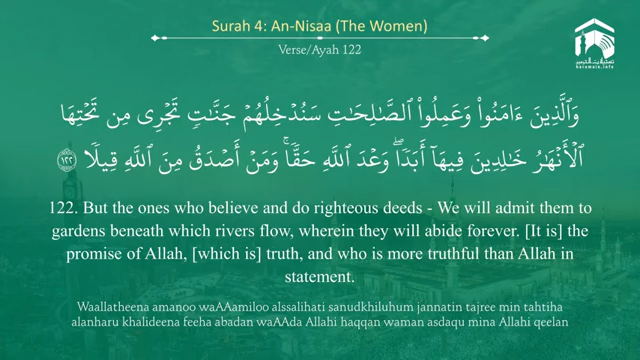 Surah 4: An-Nisaa (The Women)
Verse/Ayah 122
haramain.info
وَٱلَّذِينَ ءَامَنُوا۟ وَعَمِلُوا۟ ٱلصَّـٰلِحَـٰتِ سَنُدْخِلُهُمْ جَنَّـٰتٍ تَجْرِى مِن تَحْتِهَا
ٱلْأَنْهَـٰرُ خَـٰلِدِينَ فِيهَآ أَبَدًا ۖ وَعْدَ ٱللَّهِ حَقًّا ۚ وَمَنْ أَصْدَقُ مِنَ ٱللَّهِ قِيلًا ١٢٢
122. But the ones who believe and do righteous deeds - We will admit them to
gardens beneath which rivers flow, wherein they will abide forever. [It is] the
promise of Allah, [which is] truth, and who is more truthful than Allah in
statement.
Waallatheena amanoo waAAamiloo alssalihati sanudkhiluhum jannatin tajree min tahtiha
alanharu khalideena feeha abadan waAAda Allahi haqqan waman asdaqu mina Allahi qeelan